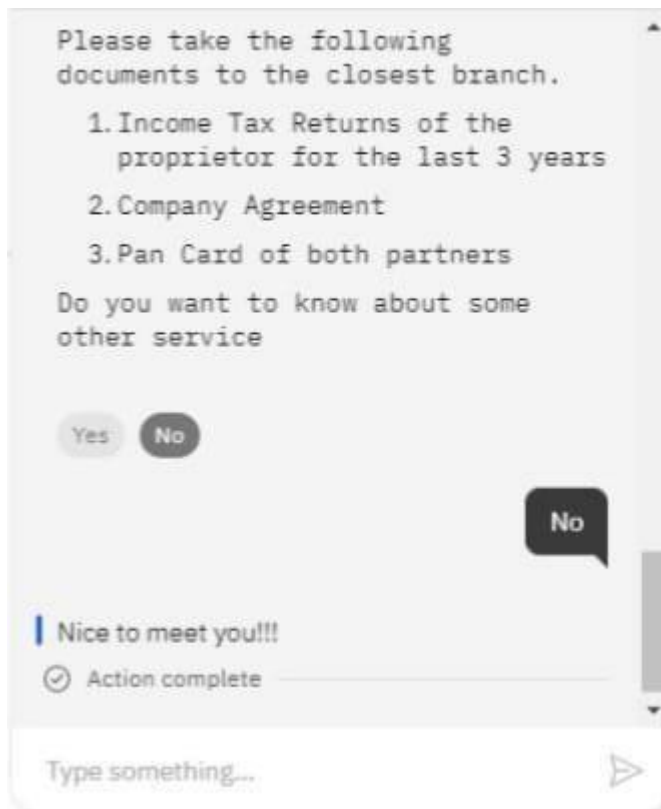 Please take the following
documents to the closest branch.
1. Income Tax Returns of the
proprietor for the last 3 years
2. Company Agreement
3. Pan Card of both partners
Do you want to know about some
other service
Yes No
No
Nice to meet you!!!
Action complete
Type something...